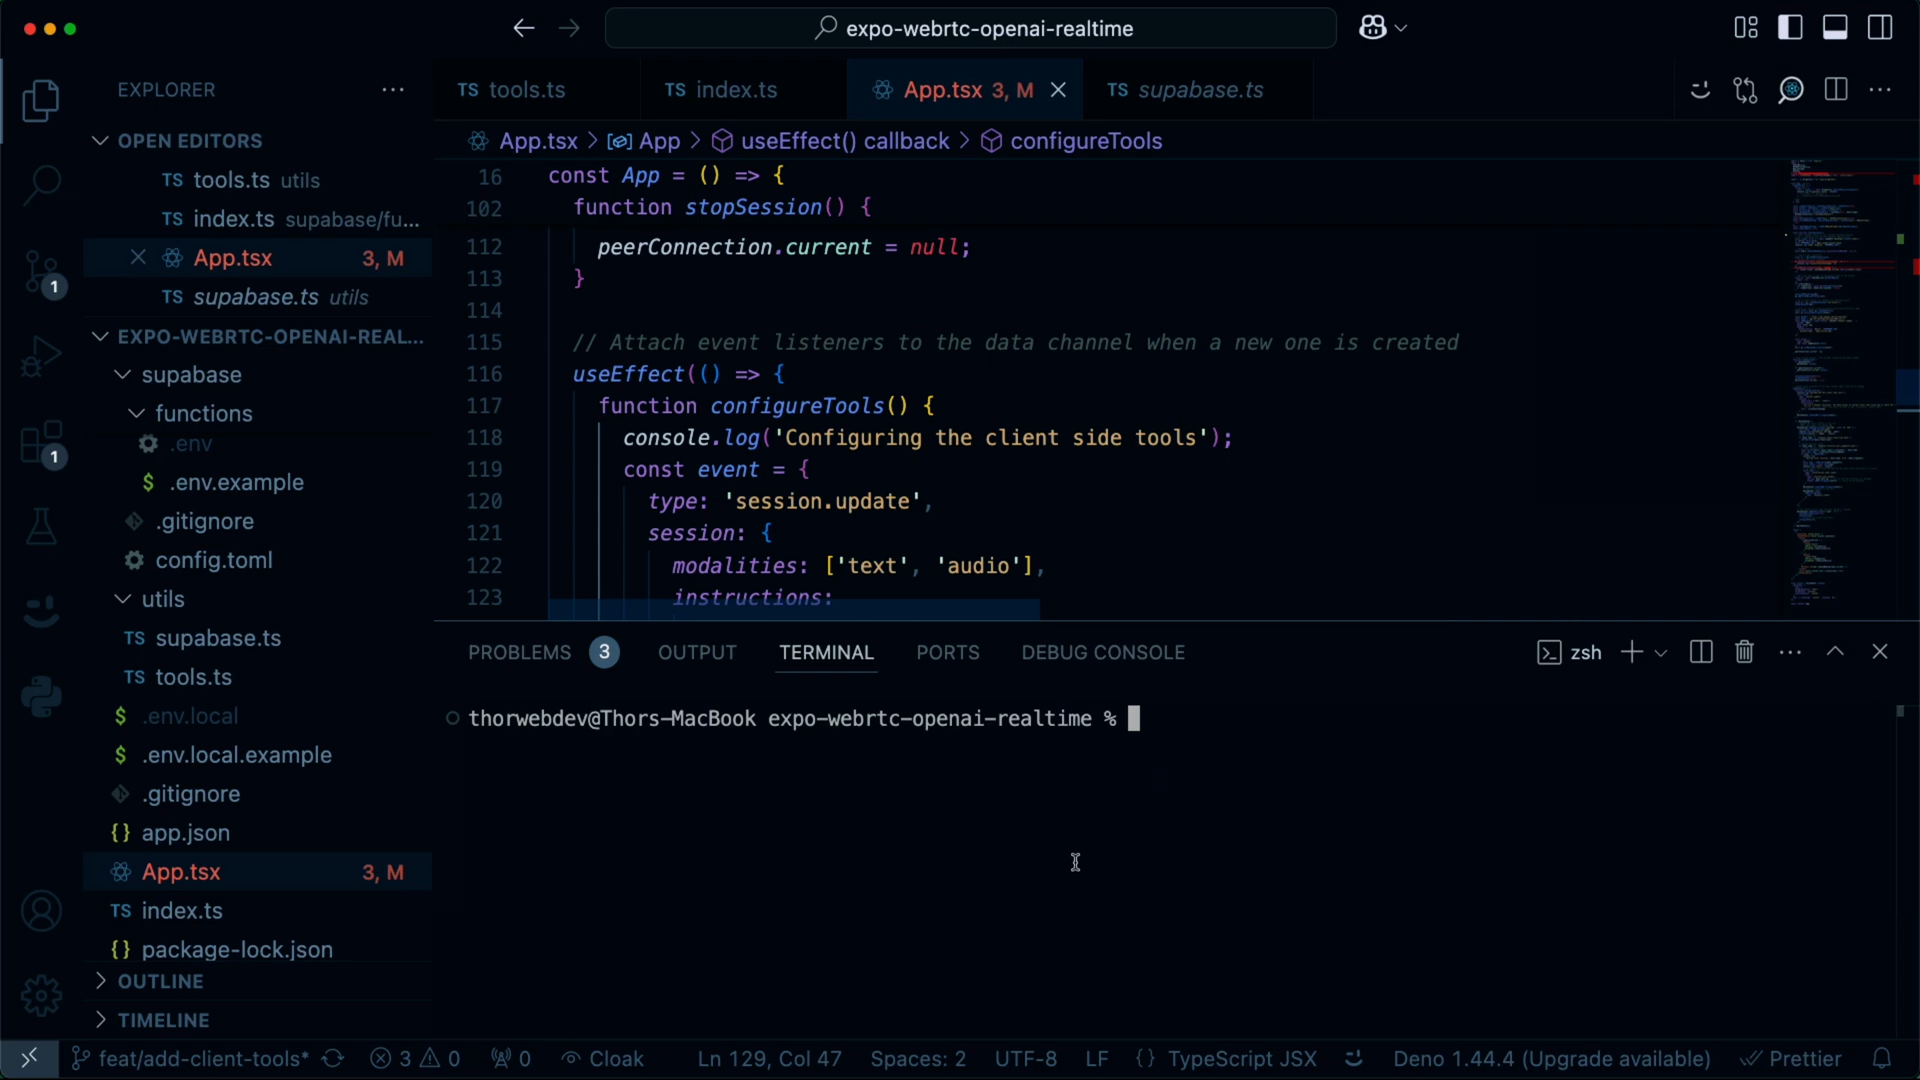 expo-webrtc-openai-realtime
EXPLORER
TS tools.ts
TS index.ts
App.tsx 3, M
TS supabase.ts
OPEN EDITORS
TS tools.ts utils
TS index.ts supabase/fu...
App.tsx 3, M
TS supabase.ts utils
EXPO-WEBRTC-OPENAI-REAL...
supabase
functions
.env
$ .env.example
.gitignore
config.toml
utils
TS supabase.ts
TS tools.ts
$ .env.local
$ .env.local.example
.gitignore
{} app.json
App.tsx 3, M
TS index.ts
{} package-lock.json
OUTLINE
TIMELINE
1
1
App.tsx > App > useEffect() callback > configureTools
16 const App = () => {
102 function stopSession() {
112 peerConnection.current = null;
113 }
114
115 // Attach event listeners to the data channel when a new one is created
116 useEffect(() => {
117 function configureTools() {
118 console.log('Configuring the client side tools');
119 const event = {
120 type: 'session.update',
121 session: {
122 modalities: ['text', 'audio'],
123 instructions:
PROBLEMS 3 OUTPUT TERMINAL PORTS DEBUG CONSOLE
zsh
thorwebdev@Thors-MacBook expo-webrtc-openai-realtime %
feat/add-client-tools* 3 0 0 Cloak Ln 129, Col 47 Spaces: 2 UTF-8 LF {} TypeScript JSX Deno 1.44.4 (Upgrade available) Prettier